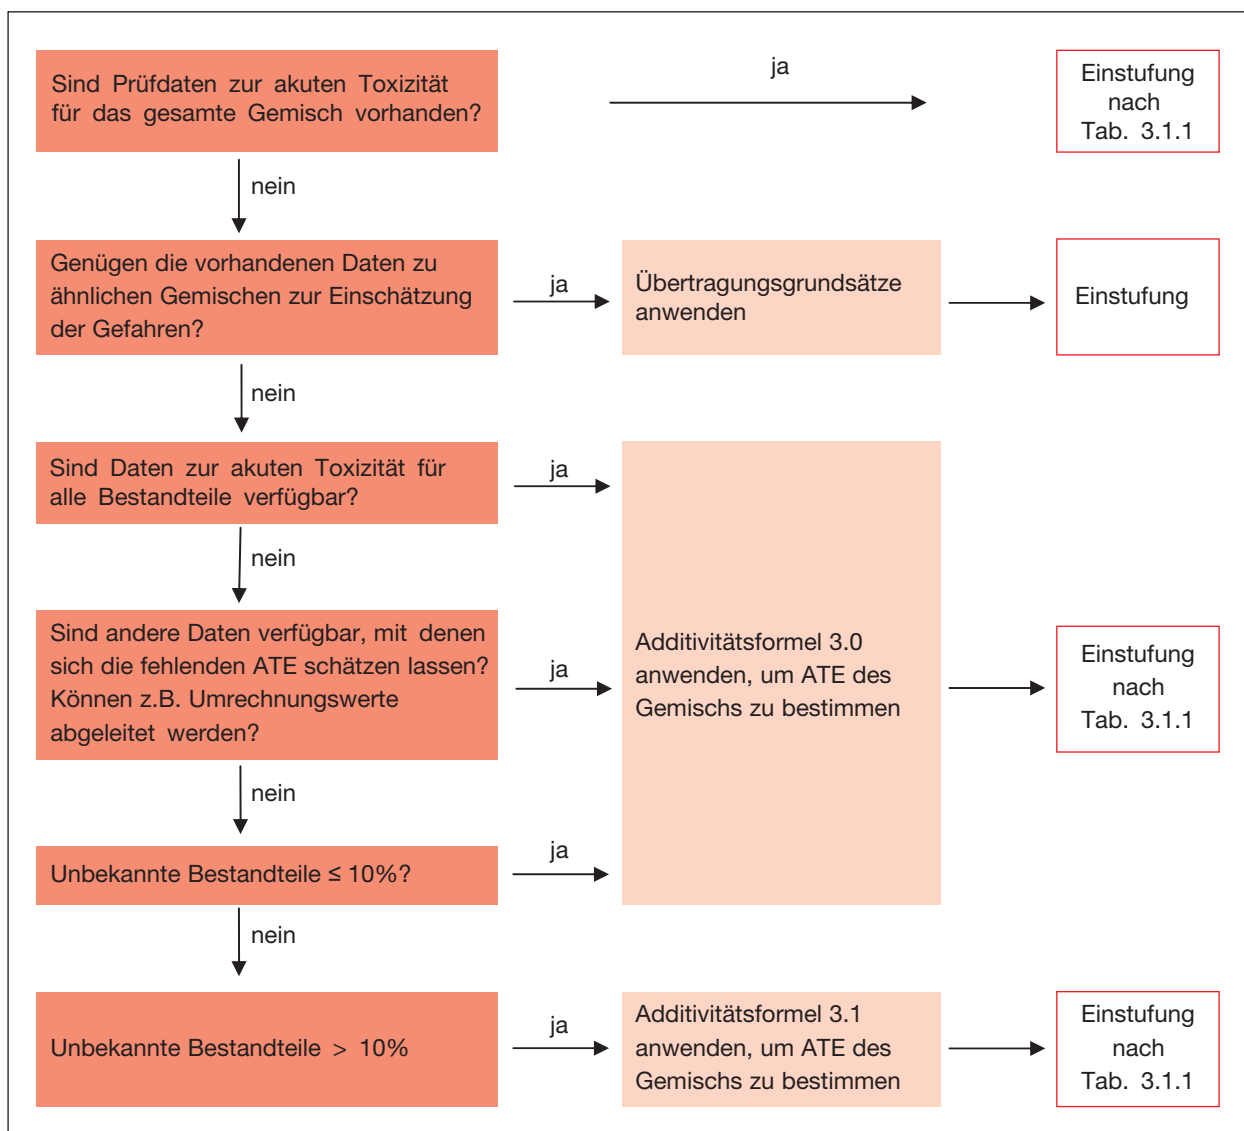 Sind Prüfdaten zur akuten Toxizität
für das gesamte Gemisch vorhanden?
ja
Einstufung
nach
Tab. 3.1.1
nein
Genügen die vorhandenen Daten zu
ähnlichen Gemischen zur Einschätzung
der Gefahren?
ja
Übertragungsgrundsätze
anwenden
Einstufung
nein
Sind Daten zur akuten Toxizität für
alle Bestandteile verfügbar?
ja
nein
Sind andere Daten verfügbar, mit denen
sich die fehlenden ATE schätzen lassen?
Können z.B. Umrechnungswerte
abgeleitet werden?
ja
Additivitätsformel 3.0
anwenden, um ATE des
Gemischs zu bestimmen
Einstufung
nach
Tab. 3.1.1
nein
Unbekannte Bestandteile ≤ 10%?
ja
nein
Unbekannte Bestandteile > 10%
ja
Additivitätsformel 3.1
anwenden, um ATE des
Gemischs zu bestimmen
Einstufung
nach
Tab. 3.1.1